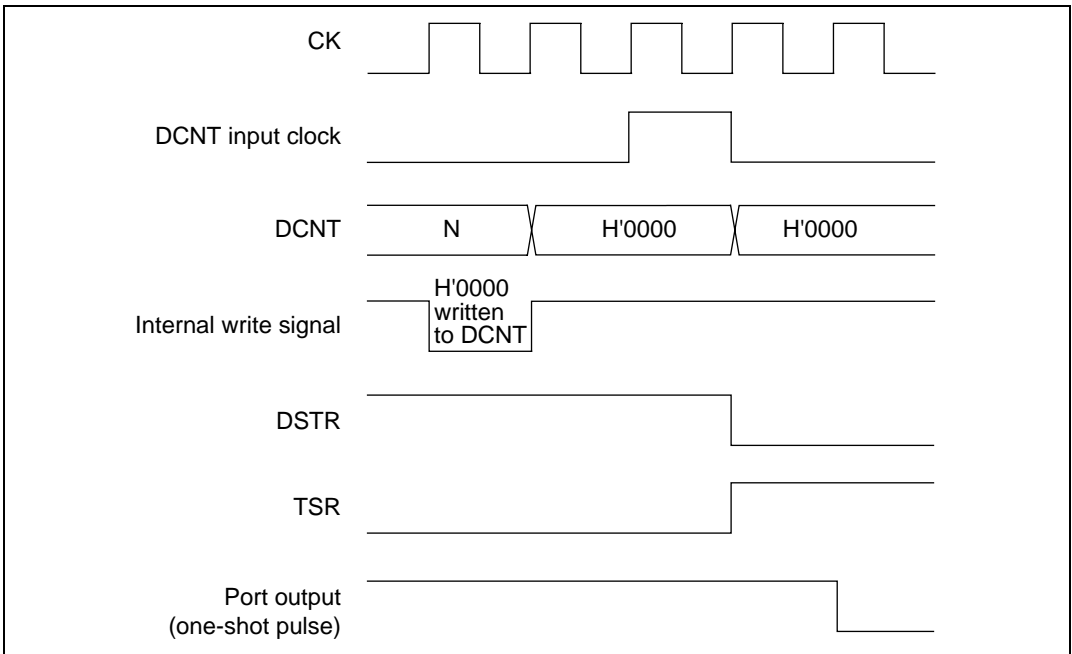 CK
DCNT input clock
DCNT
N
H'0000
H'0000
Internal write signal
H'0000
written
to DCNT
DSTR
TSR
Port output
(one-shot pulse)